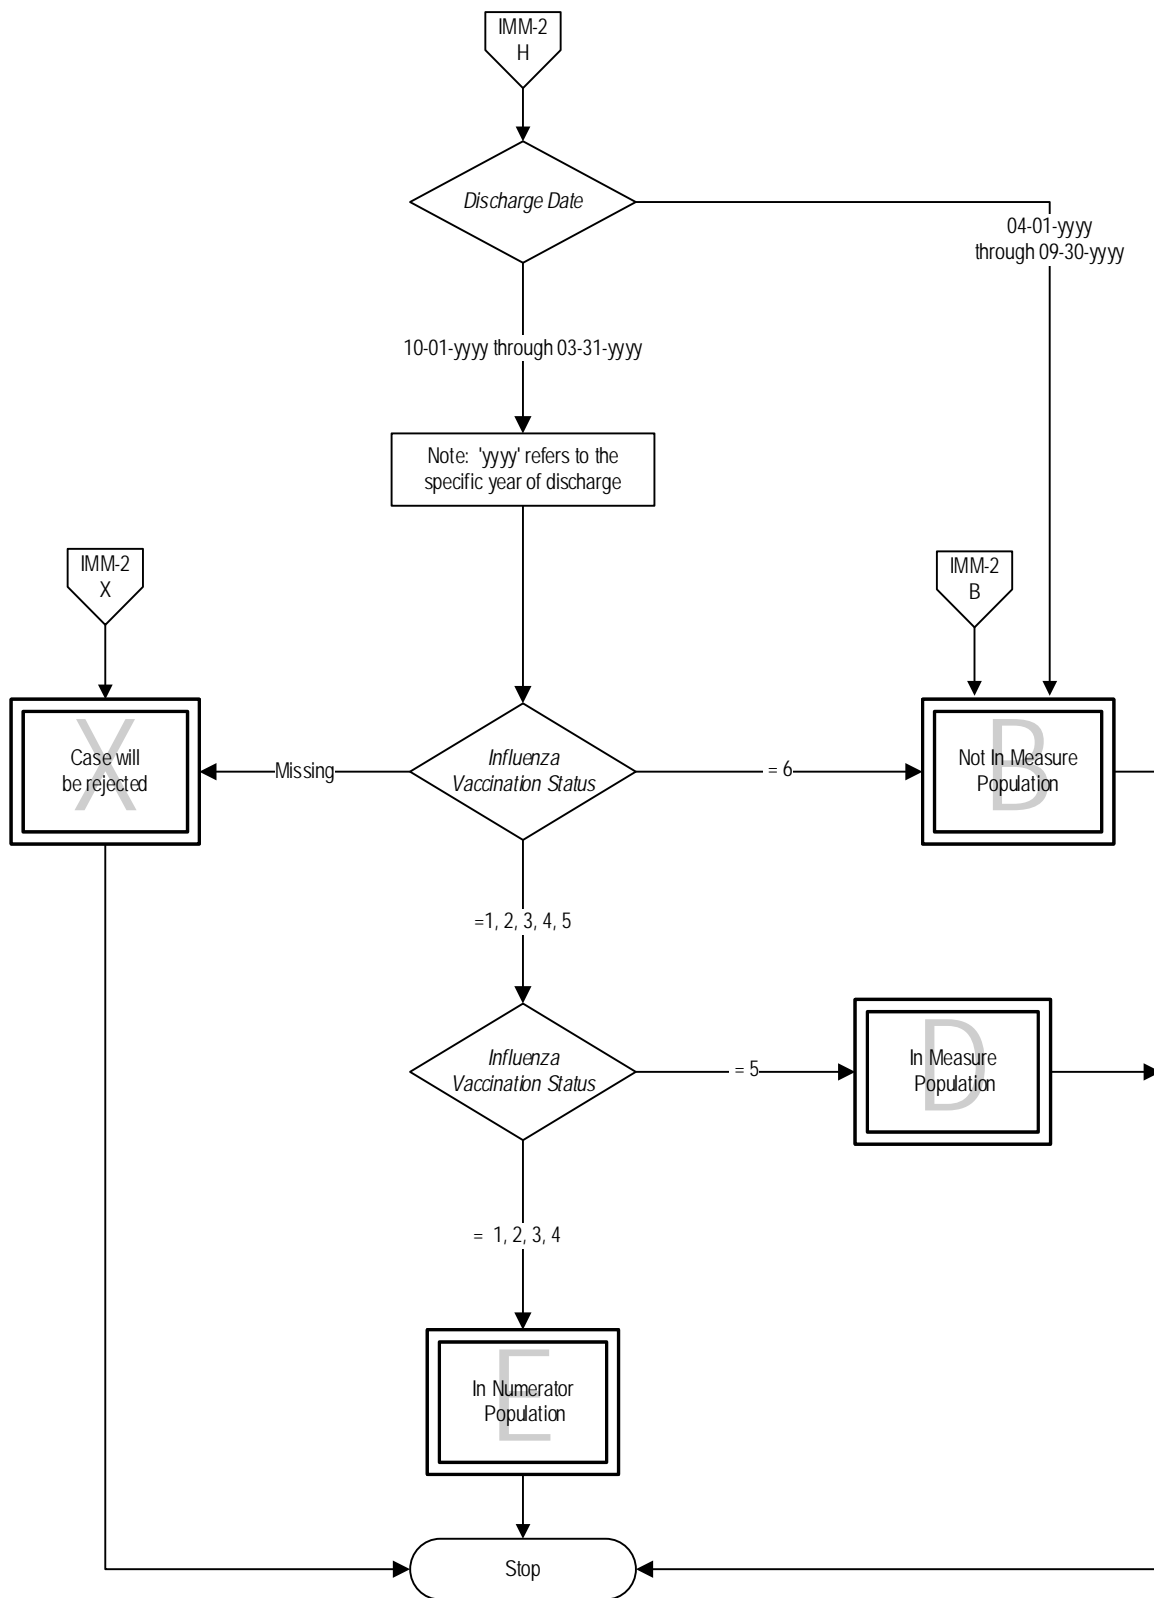 IMM-2
H
Discharge Date
04-01-yyyy
through 09-30-yyyy
10-01-yyyy through 03-31-yyyy
Note: 'yyyy' refers to the
specific year of discharge
IMM-2
X
IMM-2
B
X
Case will
be rejected
Missing
Influenza
Vaccination Status
= 6
B
Not In Measure
Population
=1, 2, 3, 4, 5
Influenza
Vaccination Status
= 5
D
In Measure
Population
= 1, 2, 3, 4
E
In Numerator
Population
Stop